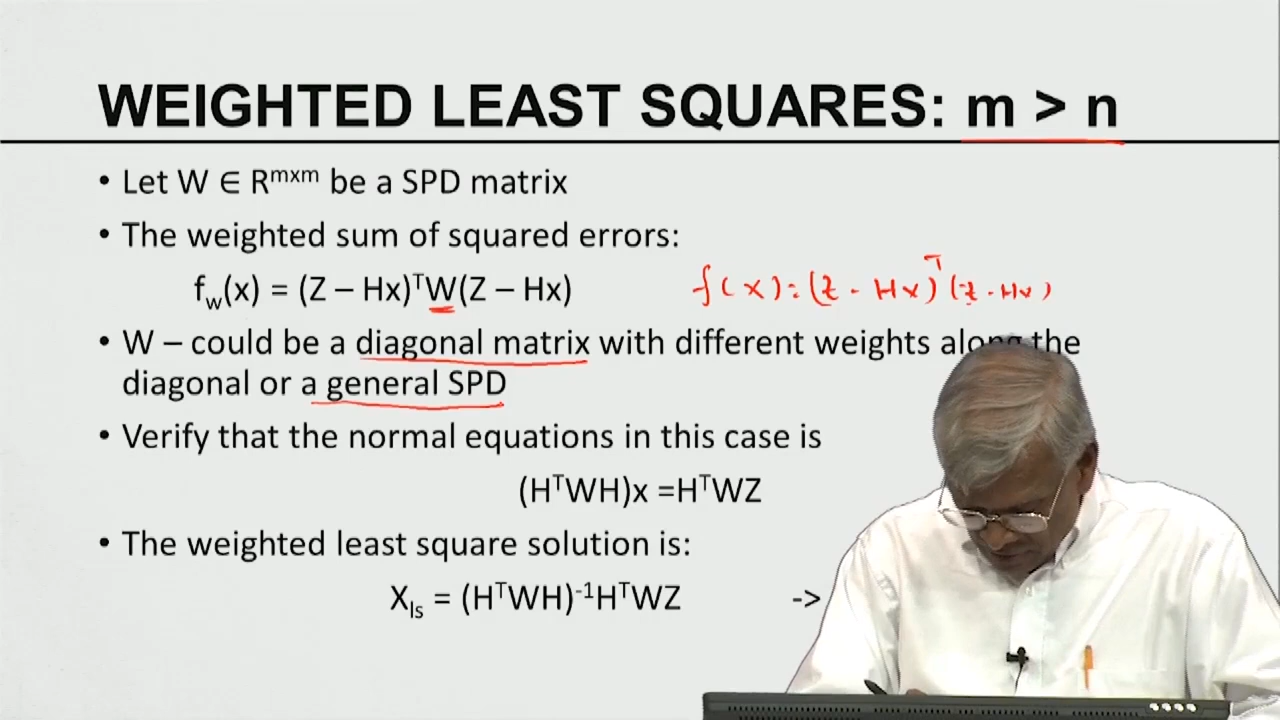 WEIGHTED LEAST SQUARES: m > n
• Let W ∈ Rᵐˣᵐ be a SPD matrix
• The weighted sum of squared errors:
f_w(x) = (Z – Hx)ᵀW(Z – Hx) f(x) = (Z - Hx)ᵀ(Z - Hx)
• W – could be a diagonal matrix with different weights along the
diagonal or a general SPD
• Verify that the normal equations in this case is
(HᵀWH)x =HᵀWZ
• The weighted least square solution is:
X_ls = (HᵀWH)⁻¹HᵀWZ ->